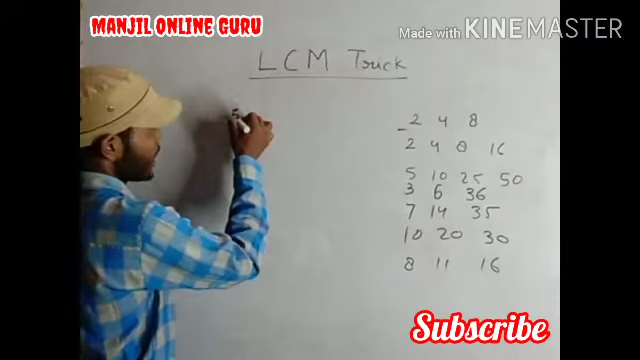 MANJIL ONLINE GURU
Made with KINEMASTER
LCM Truck
2 4 8
2 4 8 16
5 10 25 50
3 6 36
7 14 35
10 20 30
8 11 16
Subscribe